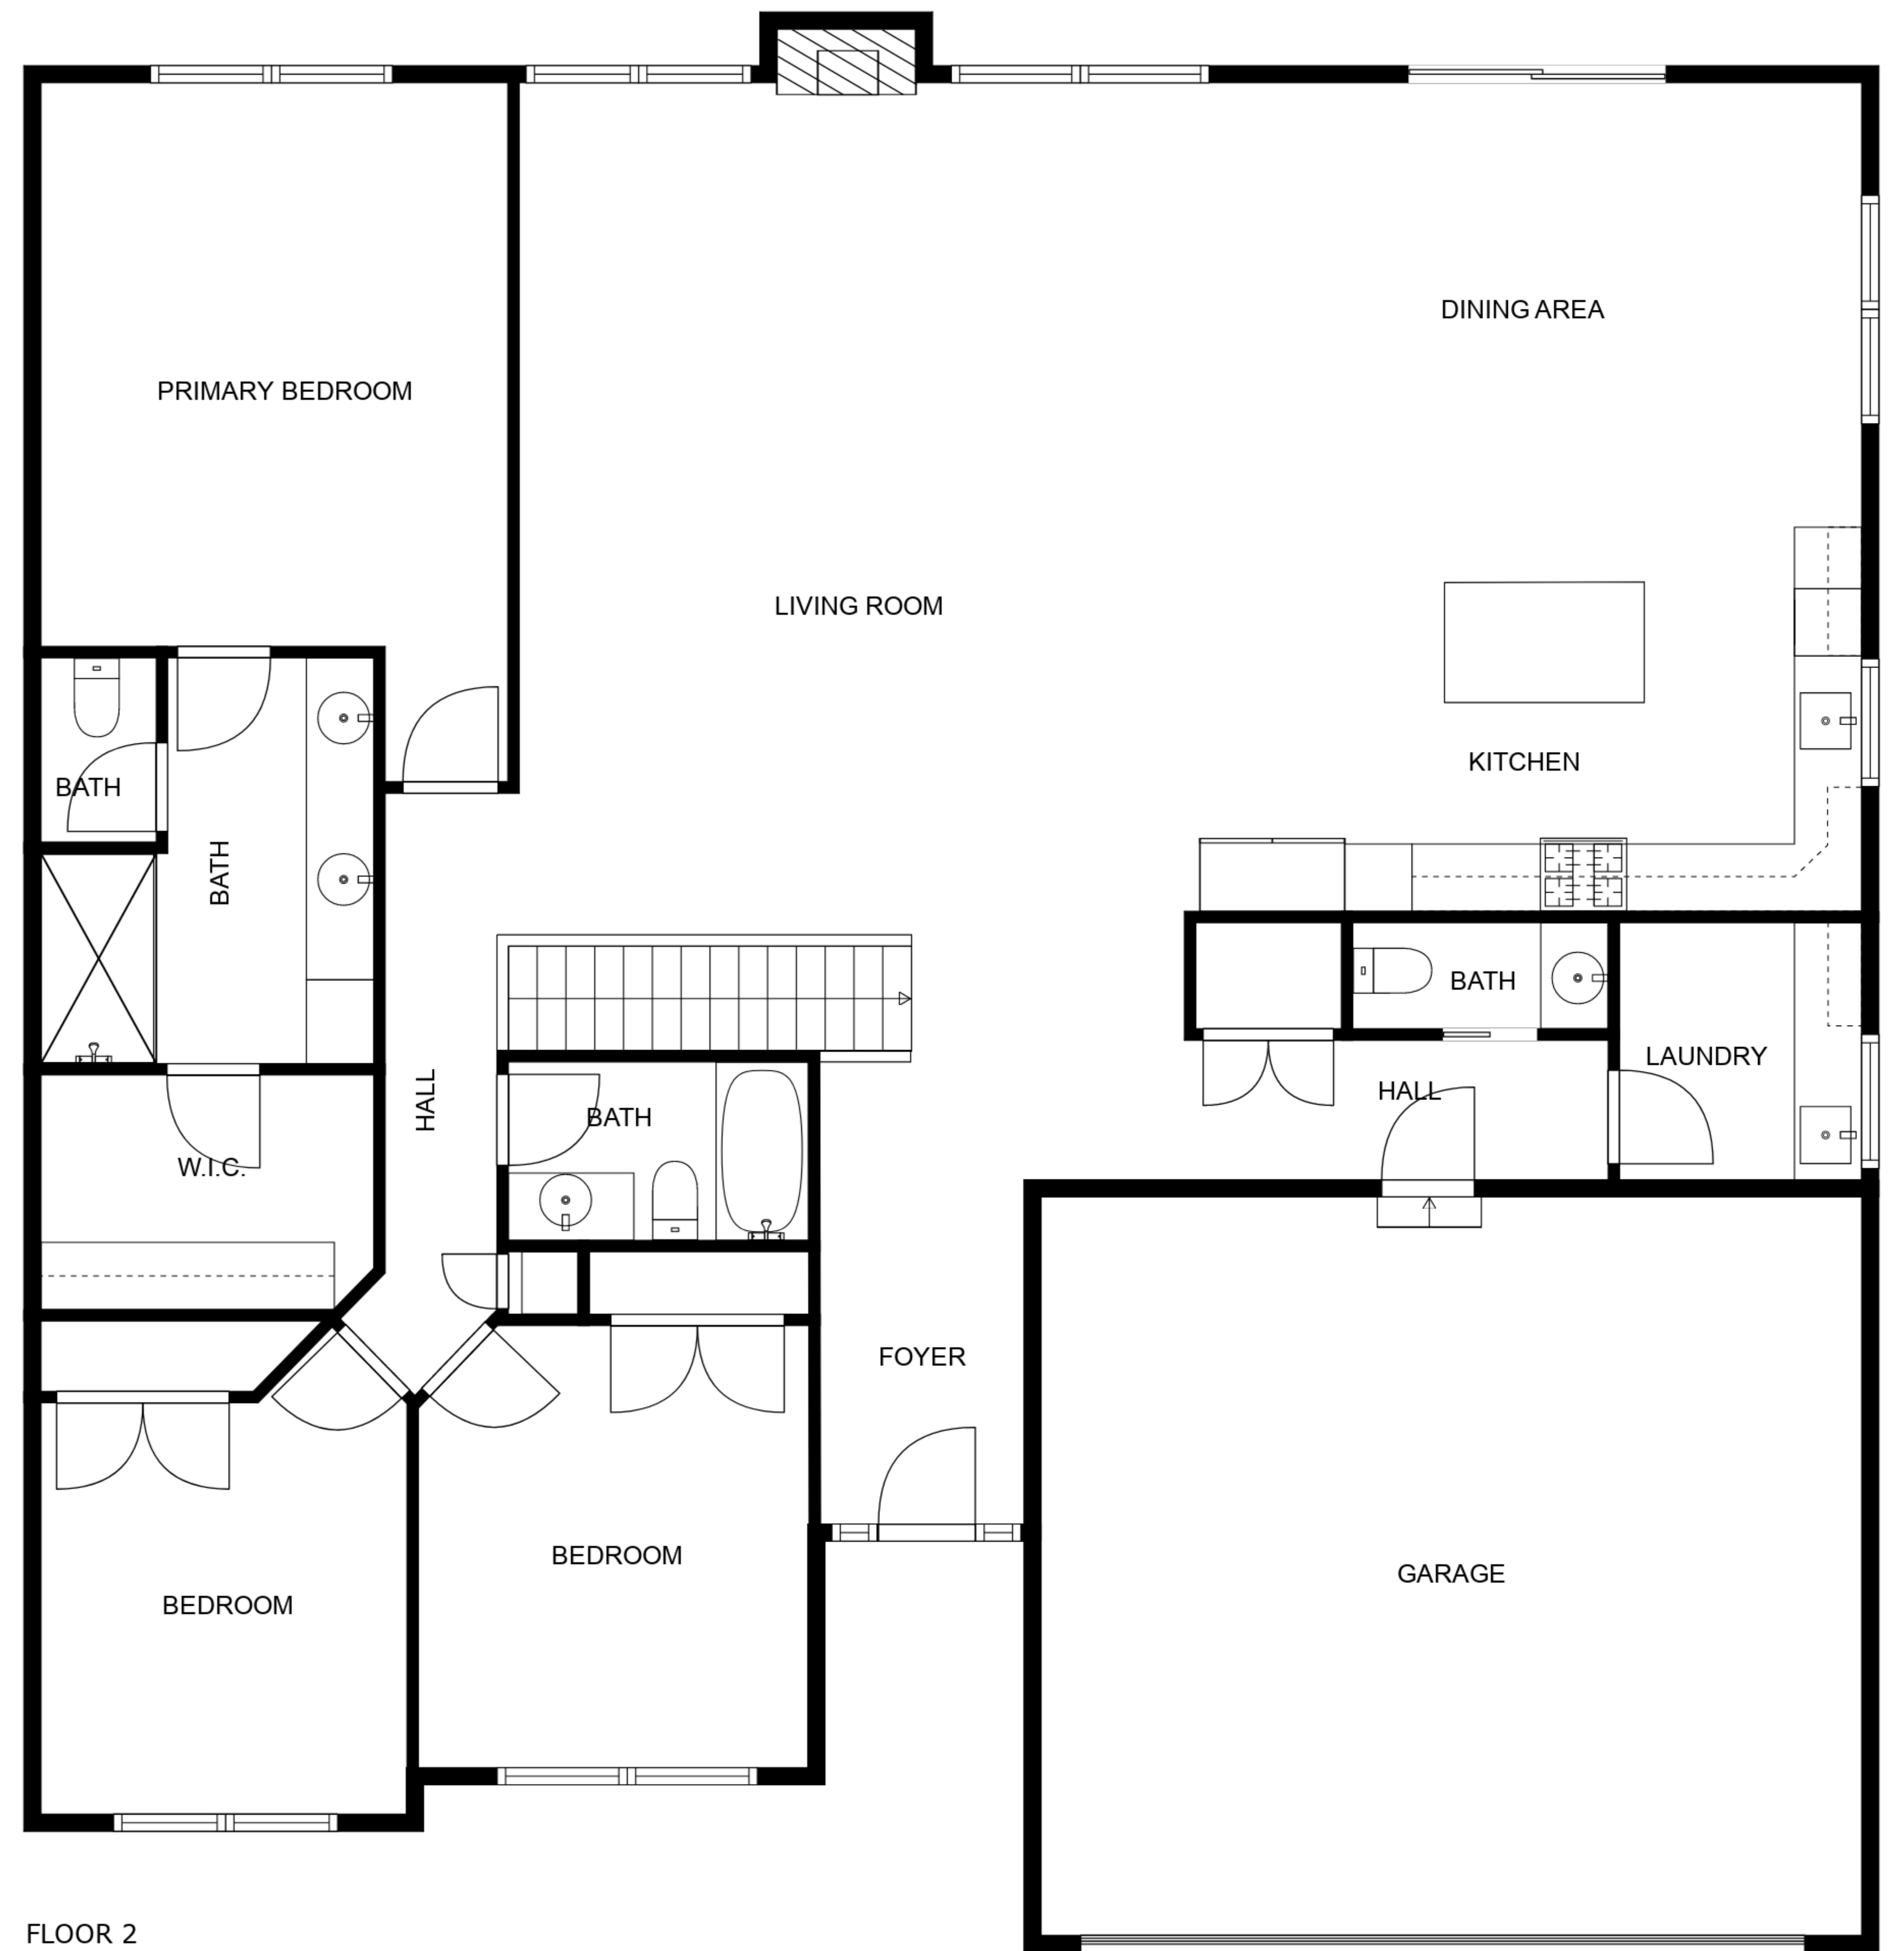 DINING AREA
PRIMARY BEDROOM
LIVING ROOM
KITCHEN
BATH
BATH
BATH
LAUNDRY
HALL
HALL
BATH
W.I.C.
FOYER
BEDROOM
GARAGE
BEDROOM
FLOOR 2